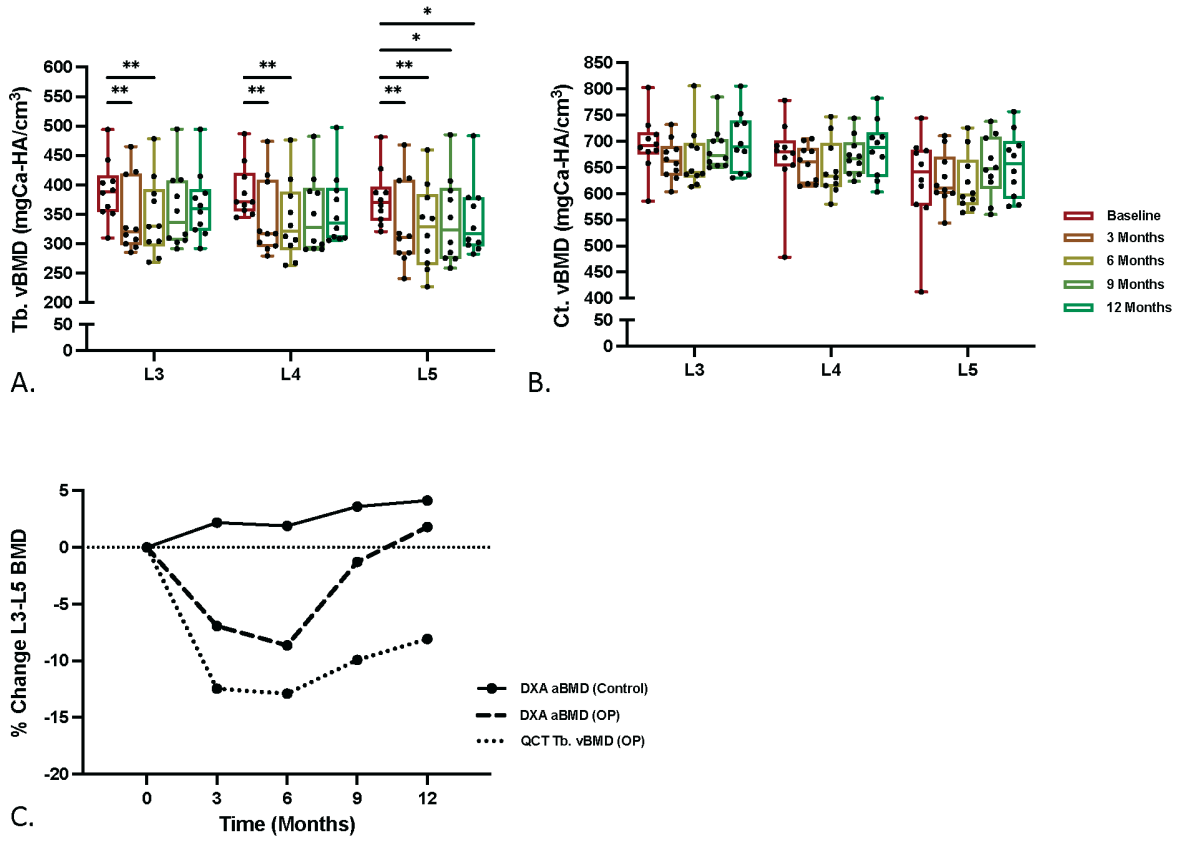 A.
Tb. vBMD (mgCa-HA/cm³)
600
550
500
450
400
350
300
250
200
50
0
** ** ** ** ** ** * *
L3 L4 L5
B.
Ct. vBMD (mgCa-HA/cm³)
850
800
750
700
650
600
550
500
450
400
50
0
L3 L4 L5
Baseline
3 Months
6 Months
9 Months
12 Months
C.
% Change L3-L5 BMD
5
0
-5
-10
-15
-20
0 3 6 9 12
Time (Months)
DXA aBMD (Control)
DXA aBMD (OP)
QCT Tb. vBMD (OP)